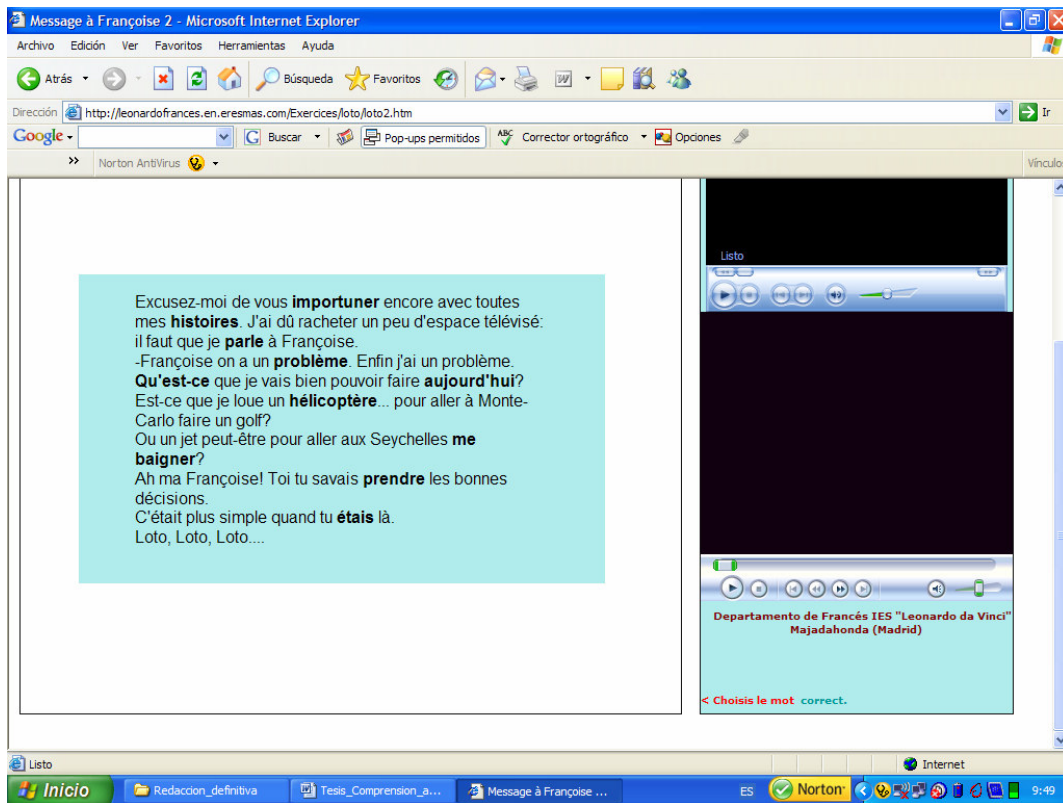 Message à Françoise 2 - Microsoft Internet Explorer
Archivo Edición Ver Favoritos Herramientas Ayuda
Atrás Búsqueda Favoritos
Dirección http://leonardofrances.en.eresmas.com/Exercices/loto/loto2.htm Ir
Google Buscar Pop-ups permitidos ABC Corrector ortográfico Opciones
» Norton AntiVirus Vínculo
Listo
Excusez-moi de vous importuner encore avec toutes
mes histoires. J'ai dû racheter un peu d'espace télévisé:
il faut que je parle à Françoise.
-Françoise on a un problème. Enfin j'ai un problème.
Qu'est-ce que je vais bien pouvoir faire aujourd'hui?
Est-ce que je loue un hélicoptère... pour aller à Monte-
Carlo faire un golf?
Ou un jet peut-être pour aller aux Seychelles me
baigner?
Ah ma Françoise! Toi tu savais prendre les bonnes
décisions.
C'était plus simple quand tu étais là.
Loto, Loto, Loto....
Departamento de Francés IES "Leonardo da Vinci"
Majadahonda (Madrid)
< Choisis le mot correct.
Listo Internet
Inicio Redaccion_definitiva Tesis_Comprension_a... Message à Françoise ... ES Norton 9:49